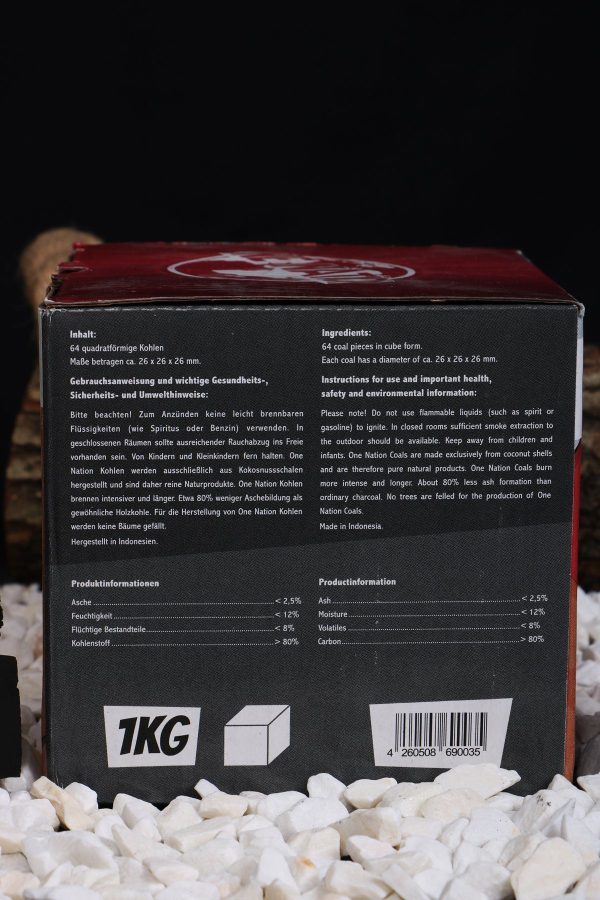 Inhalt:
64 quadratförmige Kohlen
Maße betragen ca. 26 x 26 x 26 mm.
Gebrauchsanweisung und wichtige Gesundheits-,
Sicherheits- und Umwelthinweise:
Bitte beachten! Zum Anzünden keine leicht brennbaren
Flüssigkeiten (wie Spiritus oder Benzin) verwenden. In
geschlossenen Räumen sollte ausreichender Rauchabzug ins Freie
vorhanden sein. Von Kindern und Kleinkindern fern halten. One
Nation Kohlen werden ausschließlich aus Kokosnussschalen
hergestellt und sind daher reine Naturprodukte. One Nation Kohlen
brennen intensiver und länger. Etwa 80% weniger Aschebildung als
gewöhnliche Holzkohle. Für die Herstellung von One Nation Kohlen
werden keine Bäume gefällt.
Hergestellt in Indonesien.
Produktinformationen
Asche < 2,5%
Feuchtigkeit < 12%
Flüchtige Bestandteile < 8%
Kohlenstoff > 80%
1KG
Ingredients:
64 coal pieces in cube form.
Each coal has a diameter of ca. 26 x 26 x 26 mm.
Instructions for use and important health,
safety and environmental information:
Please note! Do not use flammable liquids (such as spirit or
gasoline) to ignite. In closed rooms sufficient smoke extraction to
the outdoor should be available. Keep away from children and
infants. One Nation Coals are made exclusively from coconut shells
and are therefore pure natural products. One Nation Coals burn
more intense and longer. About 80% less ash formation than
ordinary charcoal. No trees are felled for the production of One
Nation Coals.
Made in Indonesia.
Productinformation
Ash < 2,5%
Moisture < 12%
Volatiles < 8%
Carbon > 80%
4 260508 690035